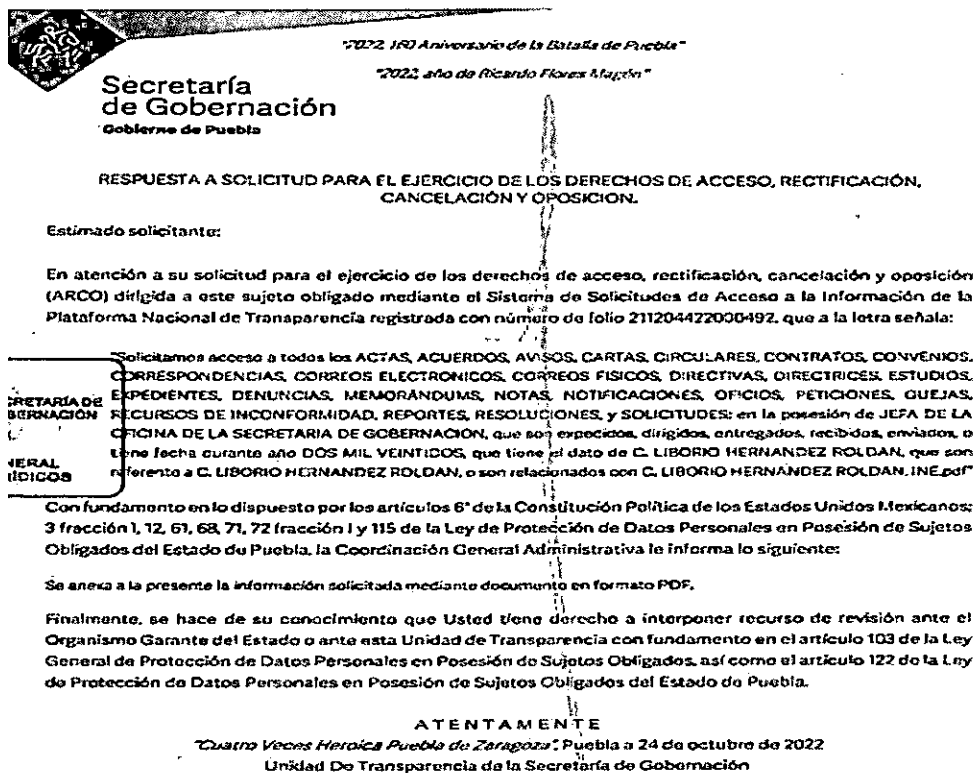 "2022, 160 Aniversario de la Batalla de Puebla"
"2022, año de Ricardo Flores Magón"
Secretaría
de Gobernación
Gobierno de Puebla
RESPUESTA A SOLICITUD PARA EL EJERCICIO DE LOS DERECHOS DE ACCESO, RECTIFICACIÓN,
CANCELACIÓN Y OPOSICION.
Estimado solicitante:
En atención a su solicitud para el ejercicio de los derechos de acceso, rectificación, cancelación y oposición
(ARCO) dirigida a este sujeto obligado mediante el Sistema de Solicitudes de Acceso a la Información de la
Plataforma Nacional de Transparencia registrada con número de folio 211204422000492, que a la letra señala:
"Solicitamos acceso a todos los ACTAS, ACUERDOS, AVISOS, CARTAS, CIRCULARES, CONTRATOS, CONVENIOS,
CORRESPONDENCIAS, CORREOS ELECTRONICOS, CORREOS FISICOS, DIRECTIVAS, DIRECTRICES, ESTUDIOS,
EXPEDIENTES, DENUNCIAS, MEMORÁNDUMS, NOTAS, NOTIFICACIONES, OFICIOS, PETICIONES, QUEJAS,
RECURSOS DE INCONFORMIDAD, REPORTES, RESOLUCIONES, y SOLICITUDES; en la posesión de JEFA DE LA
OFICINA DE LA SECRETARIA DE GOBERNACIÓN, que son expecidos, dirigidos, entregados, recibidos, enviados, o
tiene fecha durante año DOS MIL VEINTIDOS, que tiene el dato de C. LIBORIO HERNANDEZ ROLDAN, que son
referente a C. LIBORIO HERNANDEZ ROLDAN, o son relacionados con C. LIBORIO HERNANDEZ ROLDAN. INE.pdf"
CRETARÍA DE
BERNACIÓN
NERAL
ÍDICOS
Con fundamento en lo dispuesto por los artículos 6° de la Constitución Política de los Estados Unidos Mexicanos;
3 fracción I, 12, 61, 68, 71, 72 fracción I y 115 de la Ley de Protección de Datos Personales en Posesión de Sujetos
Obligados del Estado de Puebla, la Coordinación General Administrativa le informa lo siguiente:
Se anexa a la presente la información solicitada mediante documento en formato PDF.
Finalmente, se hace de su conocimiento que Usted tiene derecho a interponer recurso de revisión ante el
Organismo Garante del Estado o ante esta Unidad de Transparencia con fundamento en el artículo 103 de la Ley
General de Protección de Datos Personales en Posesión de Sujetos Obligados, así como el artículo 122 de la Ley
de Protección de Datos Personales en Posesión de Sujetos Obligados del Estado de Puebla.
ATENTAMENTE
"Cuatro Veces Heroica Puebla de Zaragoza"; Puebla a 24 de octubre de 2022
Unidad De Transparencia de la Secretaría de Gobernación